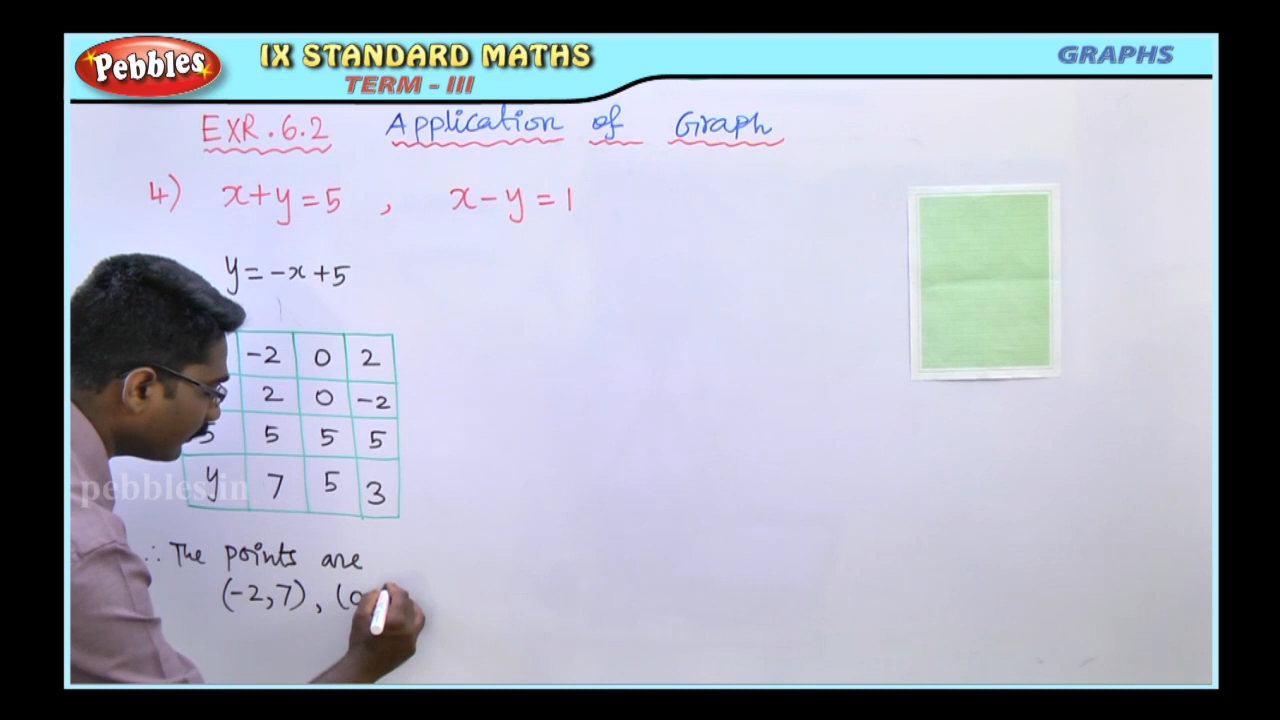 Pebbles IX STANDARD MATHS GRAPHS
TERM - III
EXR.6.2 Application of Graph
4) x+y=5 , x-y=1
y=-x+5
-2 0 2
2 0 -2
5 5 5 5
y 7 5 3
pebbles.in
∴ The points are
(-2,7), (0